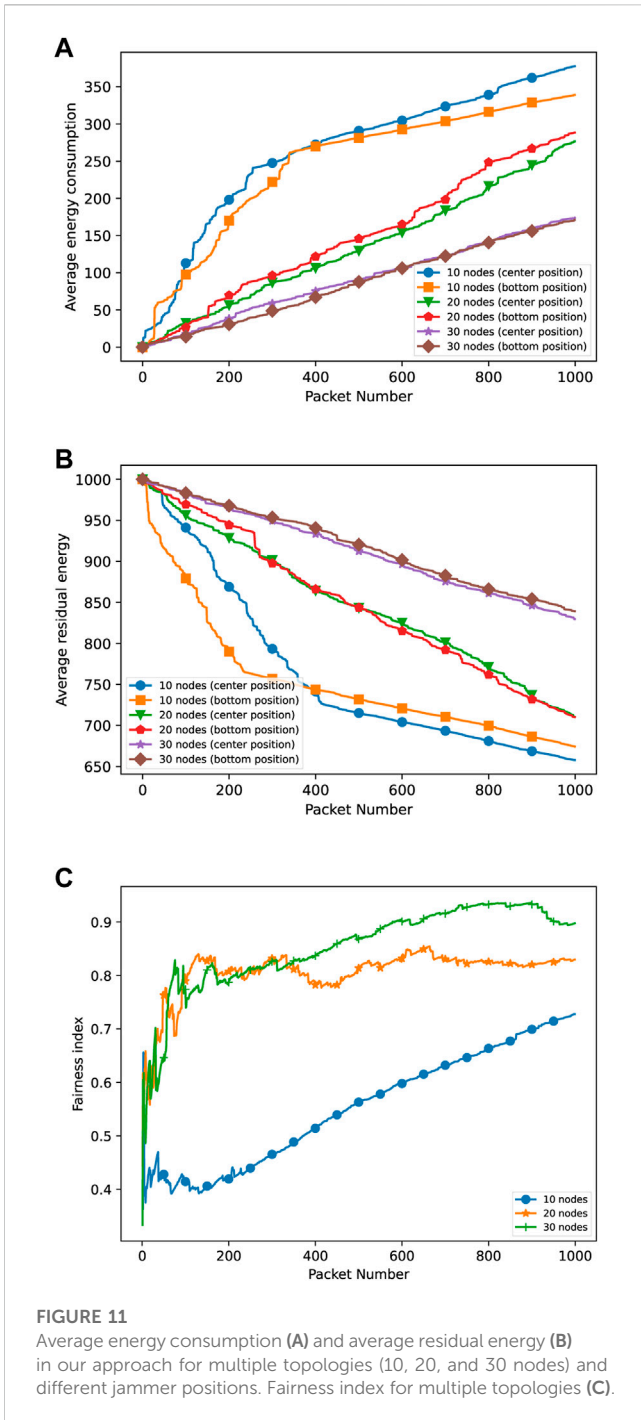 A
350
300
250
200
150
100
50
0
Average energy consumption
10 nodes (center position)
10 nodes (bottom position)
20 nodes (center position)
20 nodes (bottom position)
30 nodes (center position)
30 nodes (bottom position)
0 200 400 600 800 1000
Packet Number
B
1000
950
900
850
800
750
700
650
Average residual energy
10 nodes (center position)
10 nodes (bottom position)
20 nodes (center position)
20 nodes (bottom position)
30 nodes (center position)
30 nodes (bottom position)
0 200 400 600 800 1000
Packet Number
C
0.9
0.8
0.7
0.6
0.5
0.4
Fairness index
10 nodes
20 nodes
30 nodes
0 200 400 600 800 1000
Packet Number
FIGURE 11
Average energy consumption (A) and average residual energy (B)
in our approach for multiple topologies (10, 20, and 30 nodes) and
different jammer positions. Fairness index for multiple topologies (C).